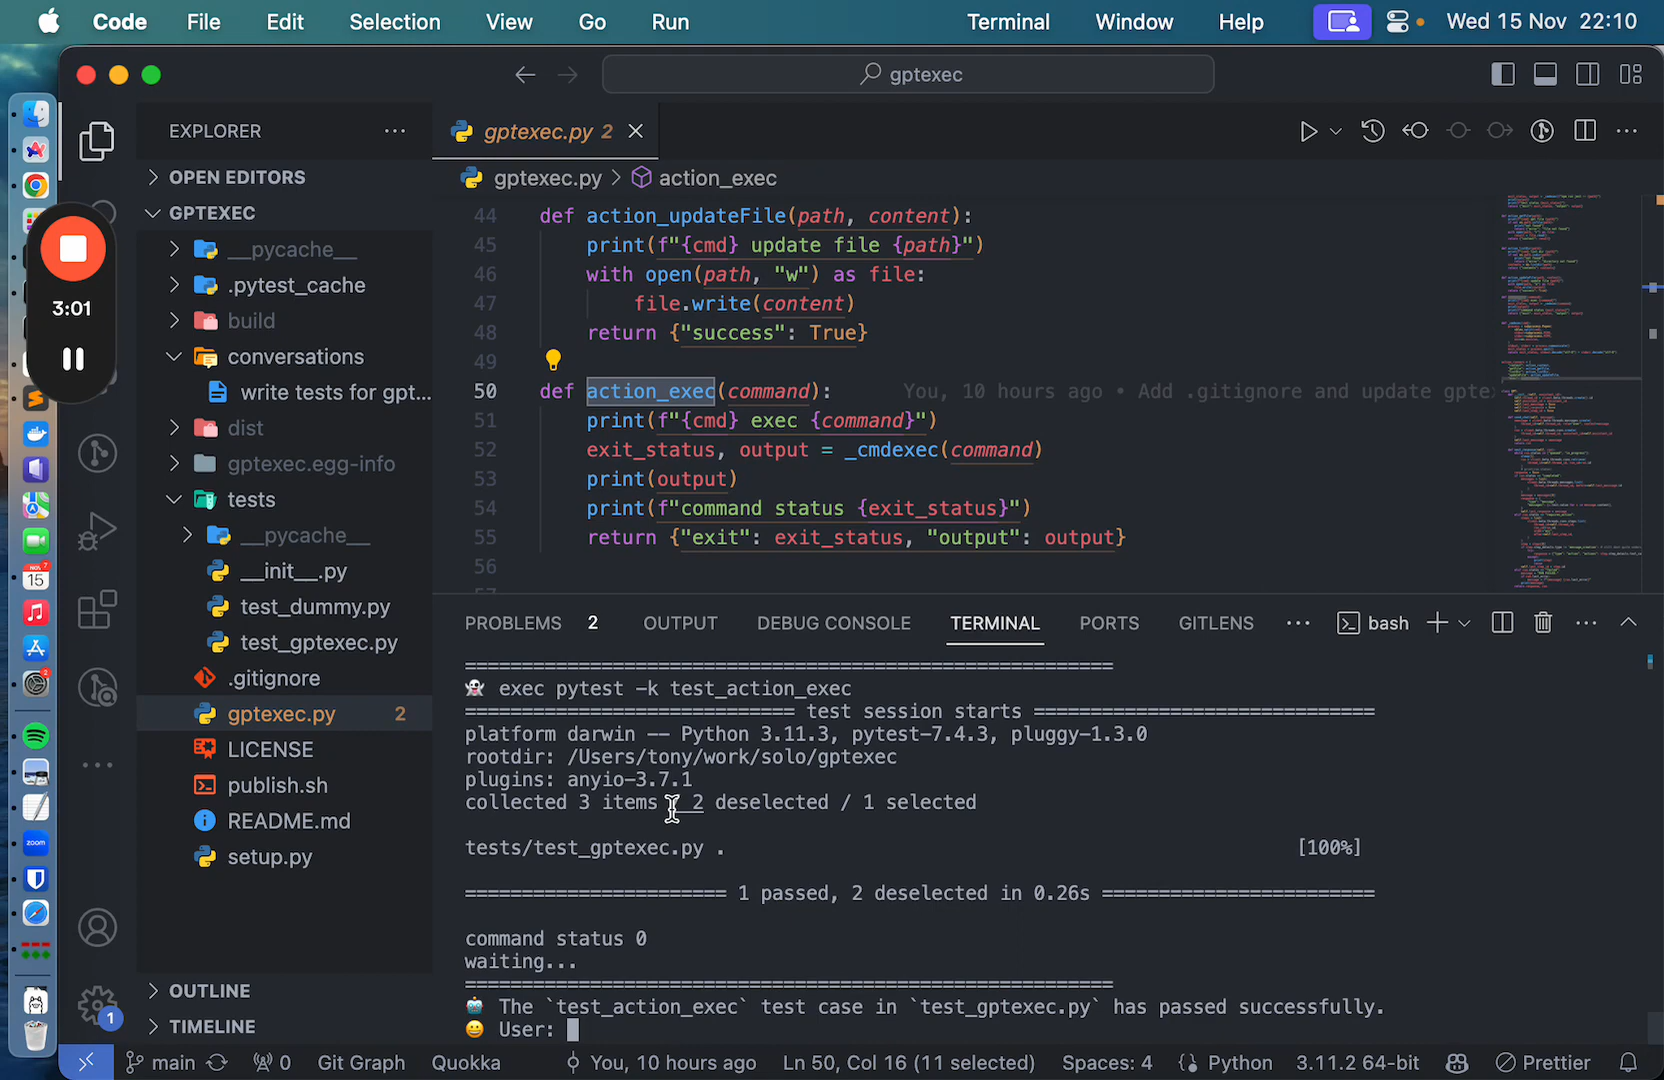 Code File Edit Selection View Go Run Terminal Window Help Wed 15 Nov 22:10
gptexec
3:01
EXPLORER
OPEN EDITORS
GPTEXEC
__pycache__
.pytest_cache
build
conversations
write tests for gpt...
dist
gptexec.egg-info
tests
__pycache__
__init__.py
test_dummy.py
test_gptexec.py
.gitignore
gptexec.py 2
LICENSE
publish.sh
README.md
setup.py
OUTLINE
TIMELINE
1
NOV
15
zoom
gptexec.py 2
gptexec.py > action_exec
44 def action_updateFile(path, content):
45 print(f"{cmd} update file {path}")
46 with open(path, "w") as file:
47 file.write(content)
48 return {"success": True}
49
50 def action_exec(command): You, 10 hours ago • Add .gitignore and update gptex
51 print(f"{cmd} exec {command}")
52 exit_status, output = _cmdexec(command)
53 print(output)
54 print(f"command status {exit_status}")
55 return {"exit": exit_status, "output": output}
56
PROBLEMS 2 OUTPUT DEBUG CONSOLE TERMINAL PORTS GITLENS bash
=========================================================
👻 exec pytest -k test_action_exec
============================= test session starts ==============================
platform darwin -- Python 3.11.3, pytest-7.4.3, pluggy-1.3.0
rootdir: /Users/tony/work/solo/gptexec
plugins: anyio-3.7.1
collected 3 items / 2 deselected / 1 selected
tests/test_gptexec.py . [100%]
======================= 1 passed, 2 deselected in 0.26s ========================
command status 0
waiting...
=========================================================
🤖 The `test_action_exec` test case in `test_gptexec.py` has passed successfully.
😀 User:
main 0 Git Graph Quokka You, 10 hours ago Ln 50, Col 16 (11 selected) Spaces: 4 Python 3.11.2 64-bit Prettier